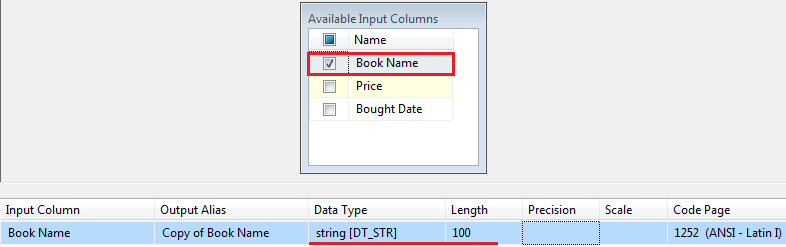 Available Input Columns
Name
Book Name
Price
Bought Date
Input Column Output Alias Data Type Length Precision Scale Code Page
Book Name Copy of Book Name string [DT_STR] 100 1252 (ANSI - Latin I)